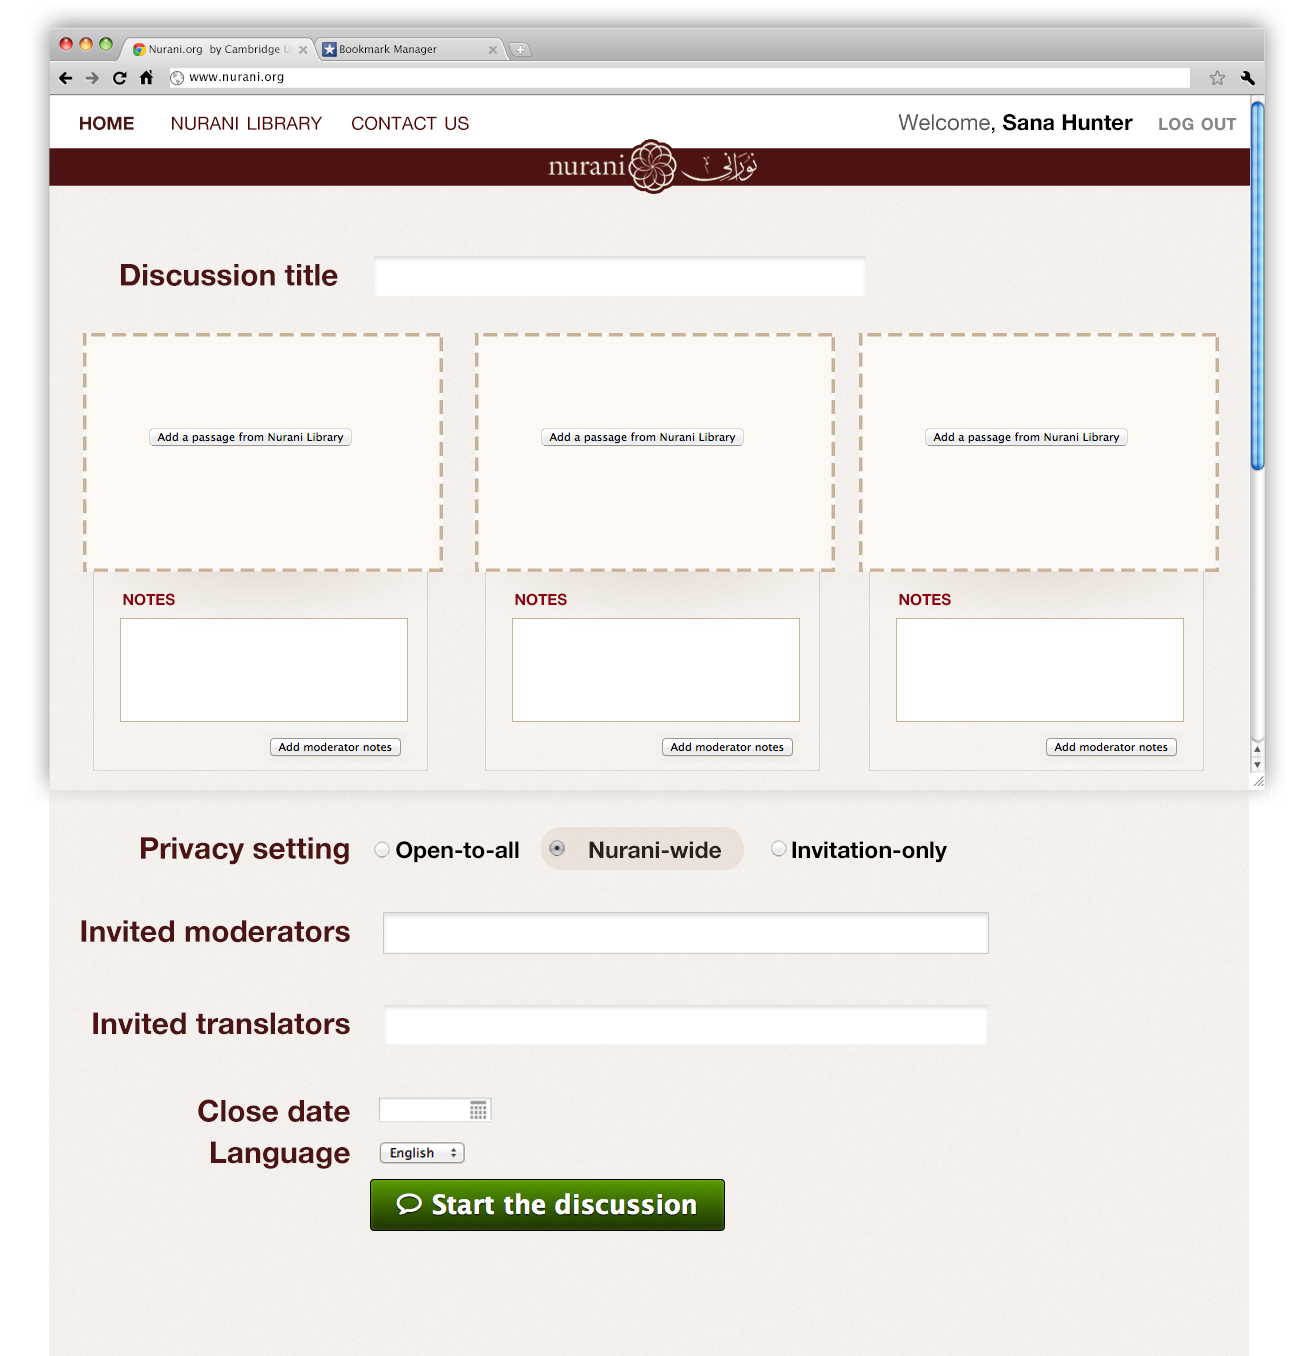 Nurani.org by Cambridge U
Bookmark Manager
www.nurani.org
HOME NURANI LIBRARY CONTACT US Welcome, Sana Hunter LOG OUT
nurani نوراني
Discussion title
Add a passage from Nurani Library Add a passage from Nurani Library Add a passage from Nurani Library
NOTES NOTES NOTES
Add moderator notes Add moderator notes Add moderator notes
Privacy setting Open-to-all Nurani-wide Invitation-only
Invited moderators
Invited translators
Close date
Language English
Start the discussion